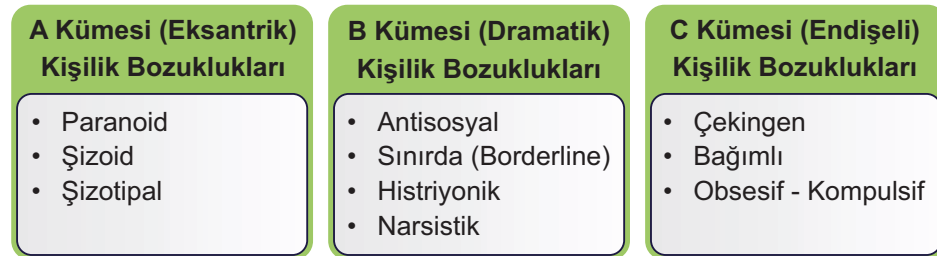 A Kümesi (Eksantrik)
Kişilik Bozuklukları
• Paranoid
• Şizoid
• Şizotipal
B Kümesi (Dramatik)
Kişilik Bozuklukları
• Antisosyal
• Sınırda (Borderline)
• Histriyonik
• Narsistik
C Kümesi (Endişeli)
Kişilik Bozuklukları
• Çekingen
• Bağımlı
• Obsesif - Kompulsif